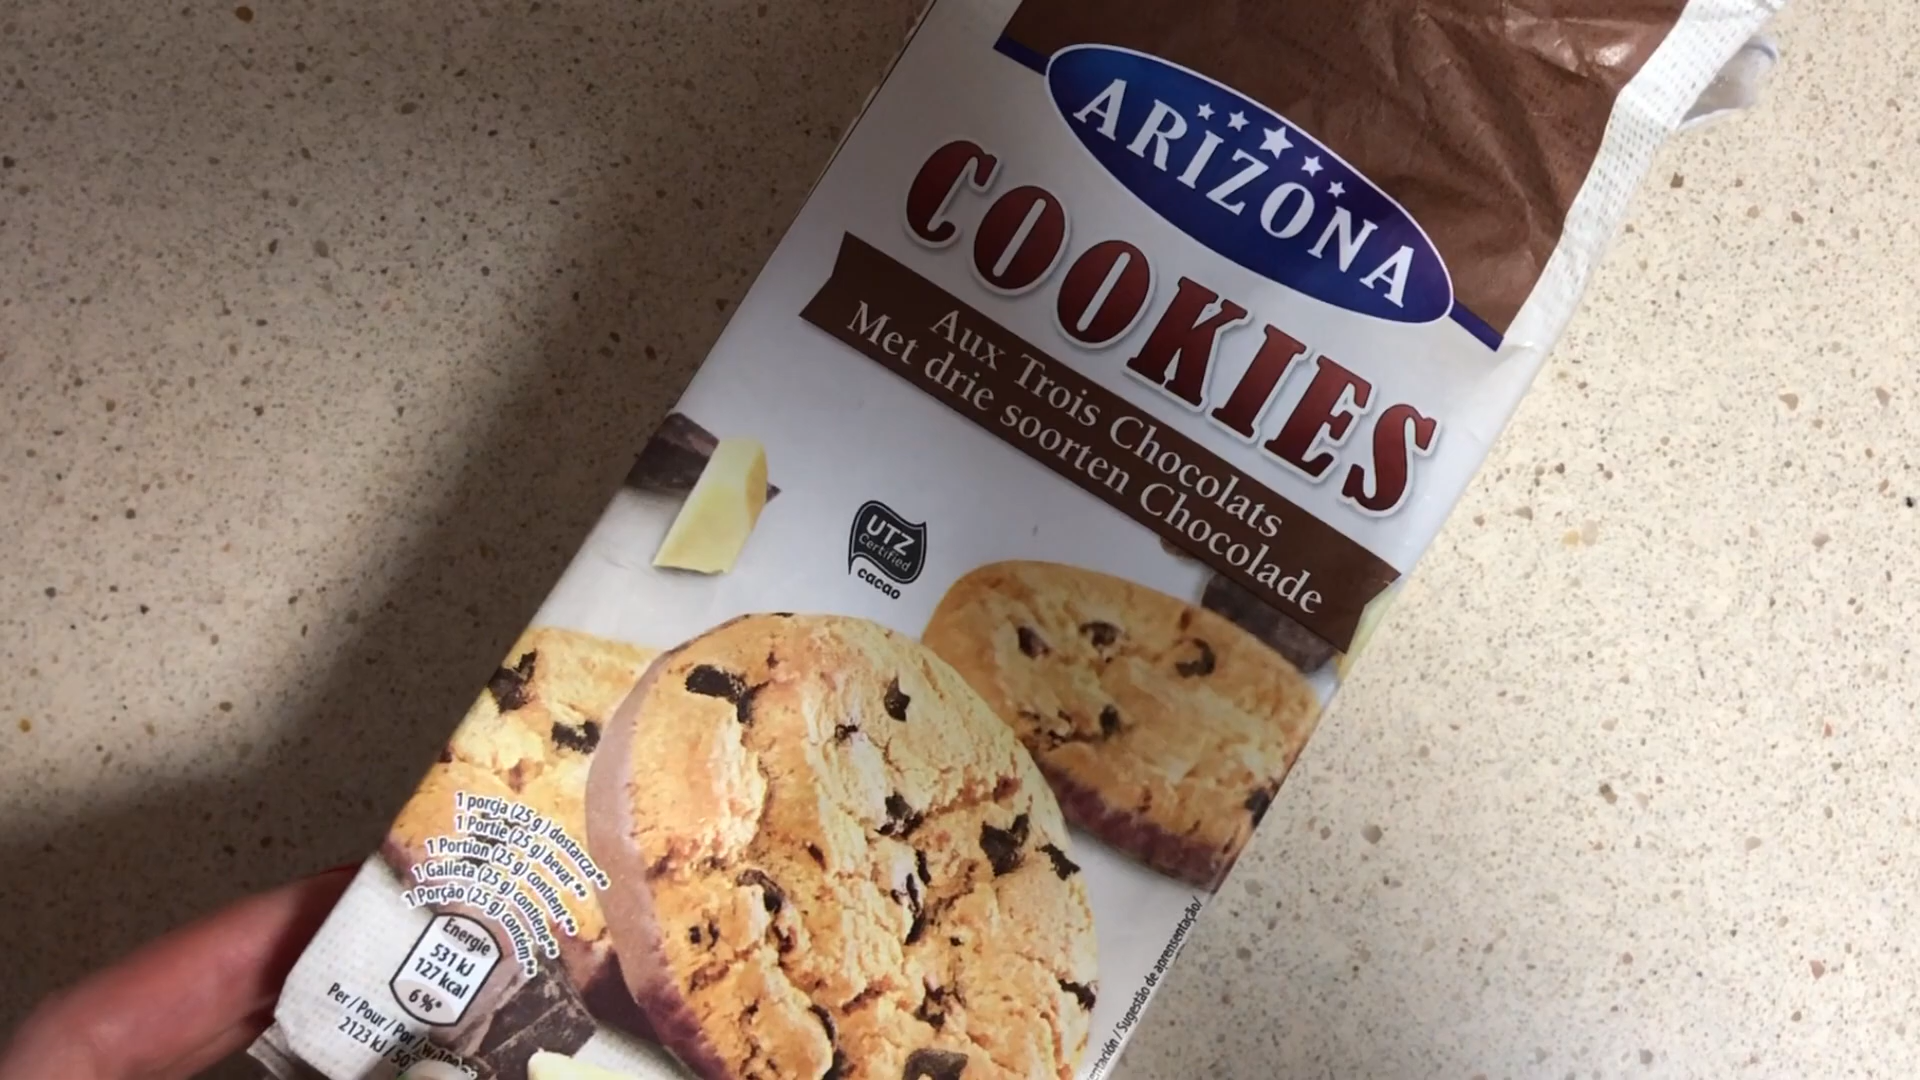 ARIZONA
COOKIES
Aux Trois Chocolats
Met drie soorten Chocolade
UTZ
Certified
cacao
1 porcja (25 g) dostarcza**
1 Portie (25 g) bevat**
1 Portion (25 g) contient**
1 Galleta (25 g) contiene**
1 Porção (25 g) contém**
Energie
531 kJ
127 kcal
6 %*
Per / Pour / Por /
2123 kJ /
/ Sugestão de aprensentação/